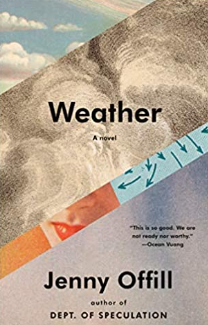 Weather
A novel
"This is so good. We are
not ready nor worthy."
—Ocean Vuong
Jenny Offill
author of
DEPT. OF SPECULATION